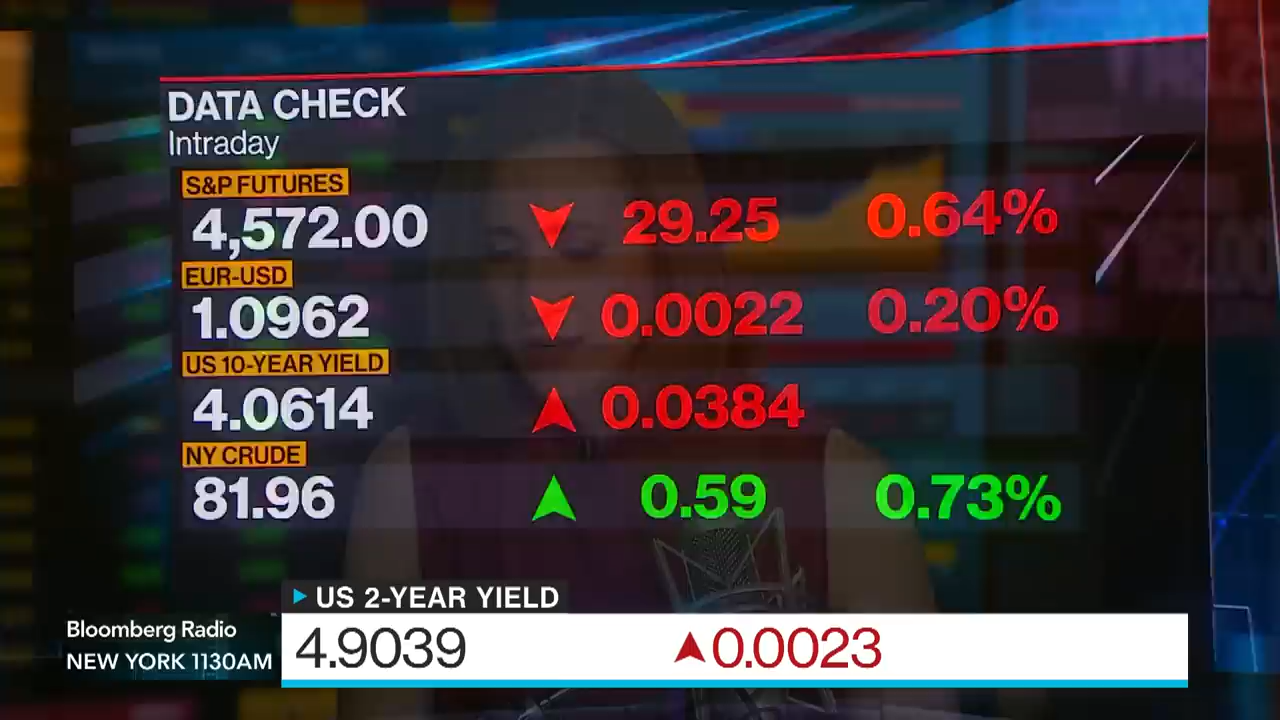 DATA CHECK
Intraday
S&P FUTURES
4,572.00 ▼ 29.25 0.64%
EUR-USD
1.0962 ▼ 0.0022 0.20%
US 10-YEAR YIELD
4.0614 ▲ 0.0384
NY CRUDE
81.96 ▲ 0.59 0.73%
US 2-YEAR YIELD
Bloomberg Radio
NEW YORK 1130AM
4.9039 ▲0.0023